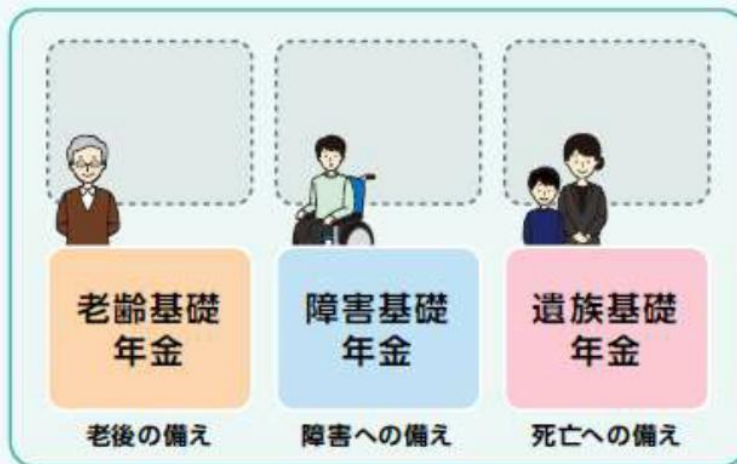 老齢基礎
年金
障害基礎
年金
遺族基礎
年金
老後の備え
障害への備え
死亡への備え